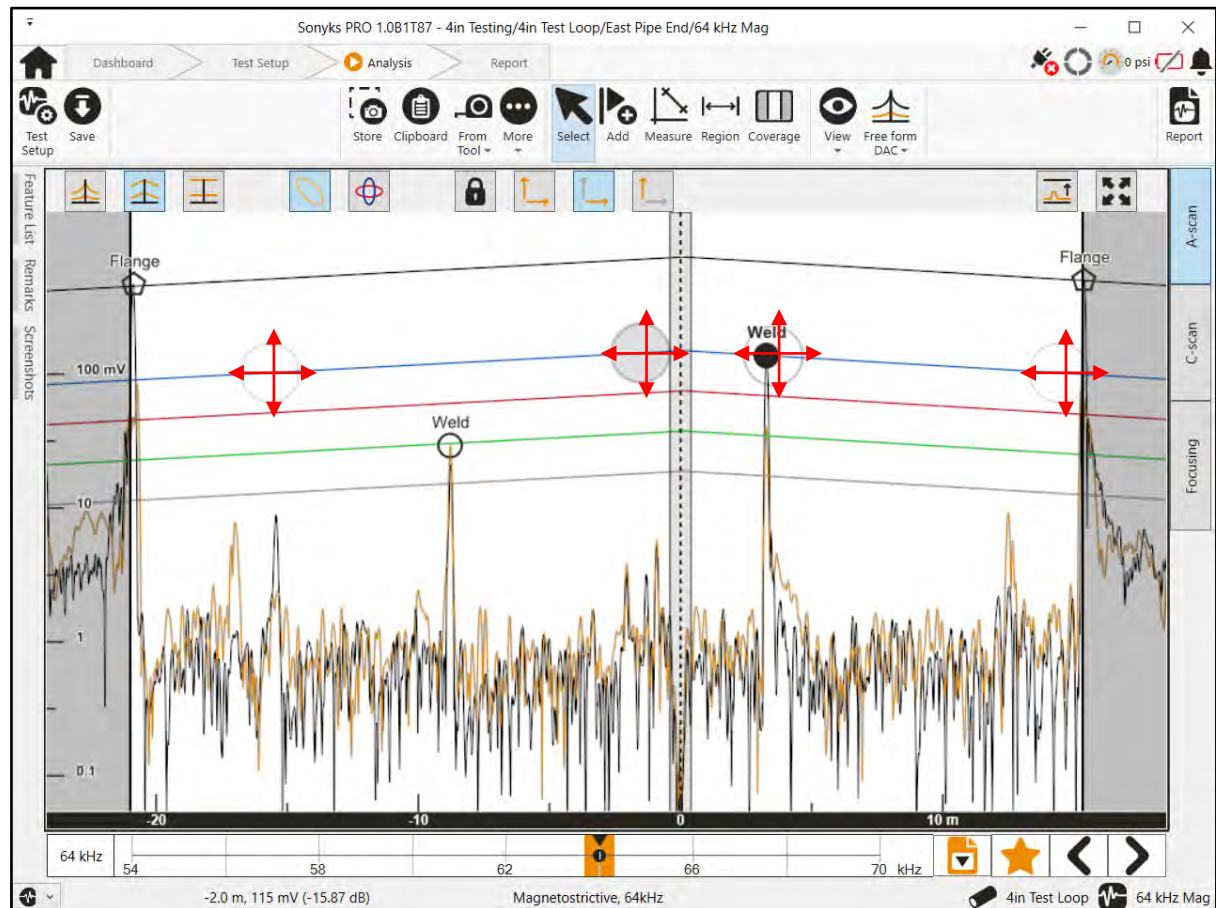 Sonyks PRO 1.0B1T87 - 4in Testing/4in Test Loop/East Pipe End/64 kHz Mag
Dashboard
Test Setup
Analysis
Report
0 psi
Test Setup
Save
Store
Clipboard
From Tool
More
Select
Add
Measure
Region
Coverage
View
Free form DAC
Report
Feature List
Remarks
Screenshots
A-scan
C-scan
Focusing
Flange
Flange
Weld
100 mV
Weld
10
1
0.1
-20
-10
0
10 m
64 kHz
54
58
62
66
70 kHz
-2.0 m, 115 mV (-15.87 dB)
Magnetostrictive, 64kHz
4in Test Loop
64 kHz Mag